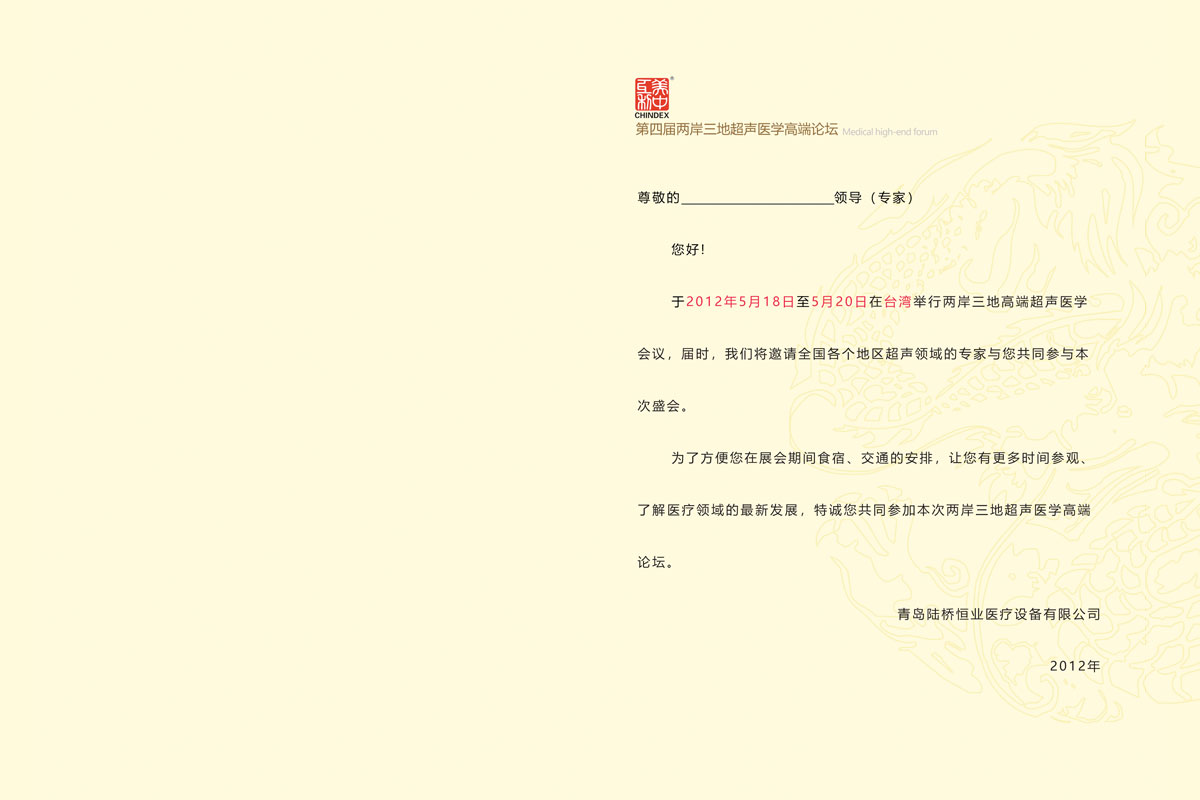 美中
互利
®
CHINDEX
第四届两岸三地超声医学高端论坛 Medical high-end forum
尊敬的____________________领导（专家）
您好！
于2012年5月18日至5月20日在台湾举行两岸三地高端超声医学
会议，届时，我们将邀请全国各个地区超声领域的专家与您共同参与本
次盛会。
为了方便您在展会期间食宿、交通的安排，让您有更多时间参观、
了解医疗领域的最新发展，特诚您共同参加本次两岸三地超声医学高端
论坛。
青岛陆桥恒业医疗设备有限公司
2012年